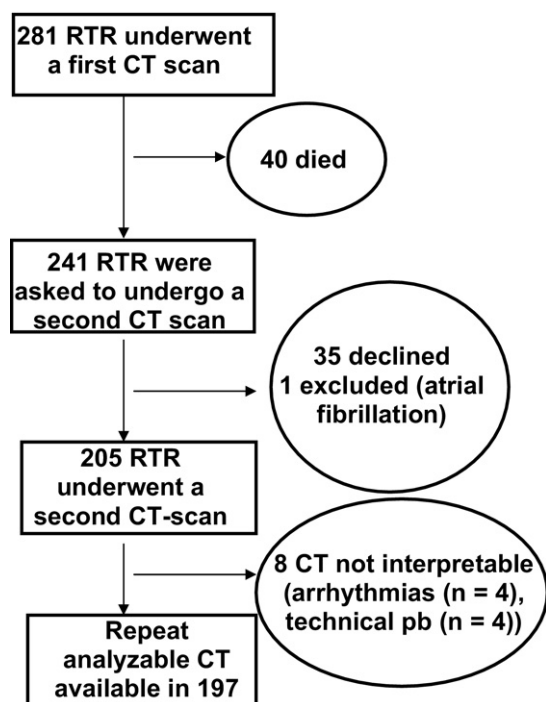 281 RTR underwent
a first CT scan
40 died
241 RTR were
asked to undergo a
second CT scan
35 declined
1 excluded (atrial
fibrillation)
205 RTR
underwent a
second CT-scan
8 CT not interpretable
(arrhythmias (n = 4),
technical pb (n = 4))
Repeat
analyzable CT
available in 197